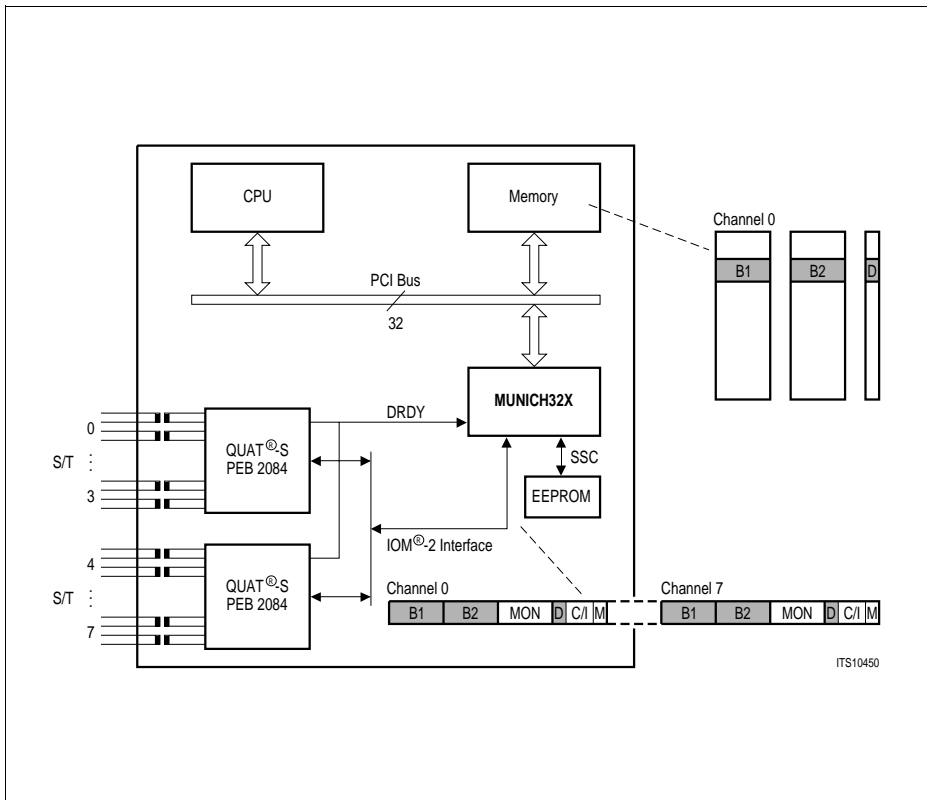 CPU
Memory
Channel 0
B1 B2 D
PCI Bus
32
MUNICH32X
DRDY
0
QUAT®-S
PEB 2084
S/T
3
SSC
EEPROM
IOM®-2 Interface
4
QUAT®-S
PEB 2084
S/T
7
Channel 0
B1 B2 MON D C/I M
Channel 7
B1 B2 MON D C/I M
ITS10450